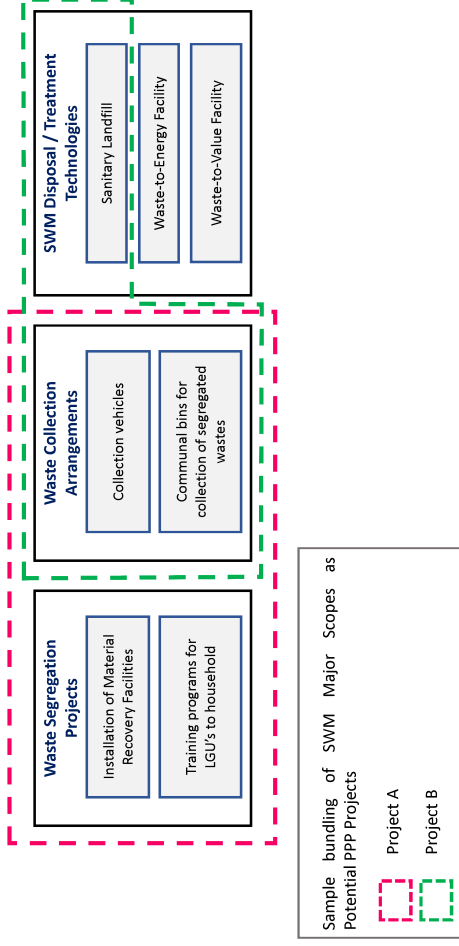 Waste Segregation
Projects
Installation of Material
Recovery Facilities
Training programs for
LGU's to household
Waste Collection
Arrangements
Collection vehicles
Communal bins for
collection of segregated
wastes
SWM Disposal / Treatment
Technologies
Sanitary Landfill
Waste-to-Energy Facility
Waste-to-Value Facility
Sample bundling of SWM Major Scopes as
Potential PPP Projects
Project A
Project B